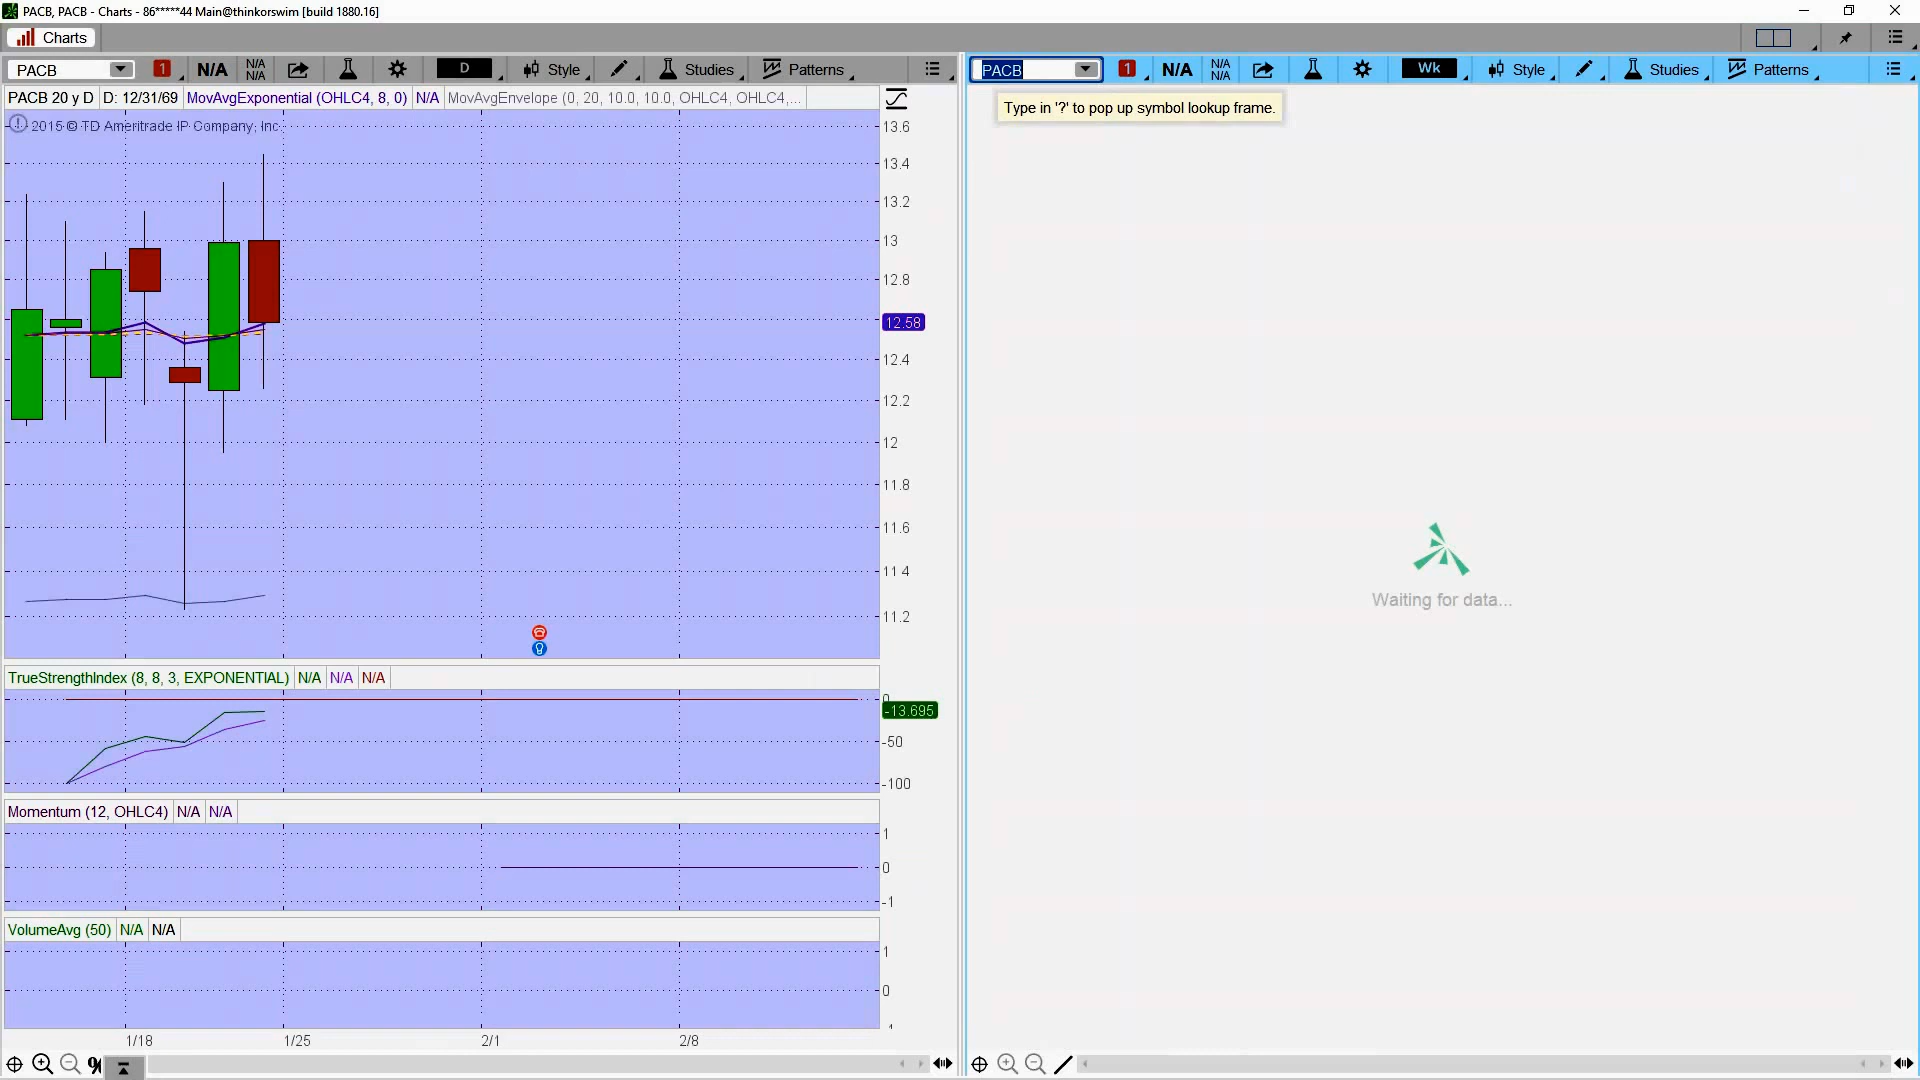 PACB, PACB - Charts - 86*****44 Main@thinkorswim [build 1880.16]
Charts
PACB 1 N/A N/A N/A D Style Studies Patterns
PACB 20 y D D: 12/31/69 MovAvgExponential (OHLC4, 8, 0) N/A MovAvgEnvelope (0, 20, 10.0, 10.0, OHLC4, OHLC4,...
2015 © TD Ameritrade IP Company, Inc.
13.6
13.4
13.2
13
12.8
12.58
12.4
12.2
12
11.8
11.6
11.4
11.2
TrueStrengthIndex (8, 8, 3, EXPONENTIAL) N/A N/A N/A
0
-13.695
-50
-100
Momentum (12, OHLC4) N/A N/A
1
0
-1
VolumeAvg (50) N/A N/A
1
0
1/18 1/25 2/1 2/8
%
PACB 1 N/A N/A N/A Wk Style Studies Patterns
Type in '?' to pop up symbol lookup frame.
Waiting for data...